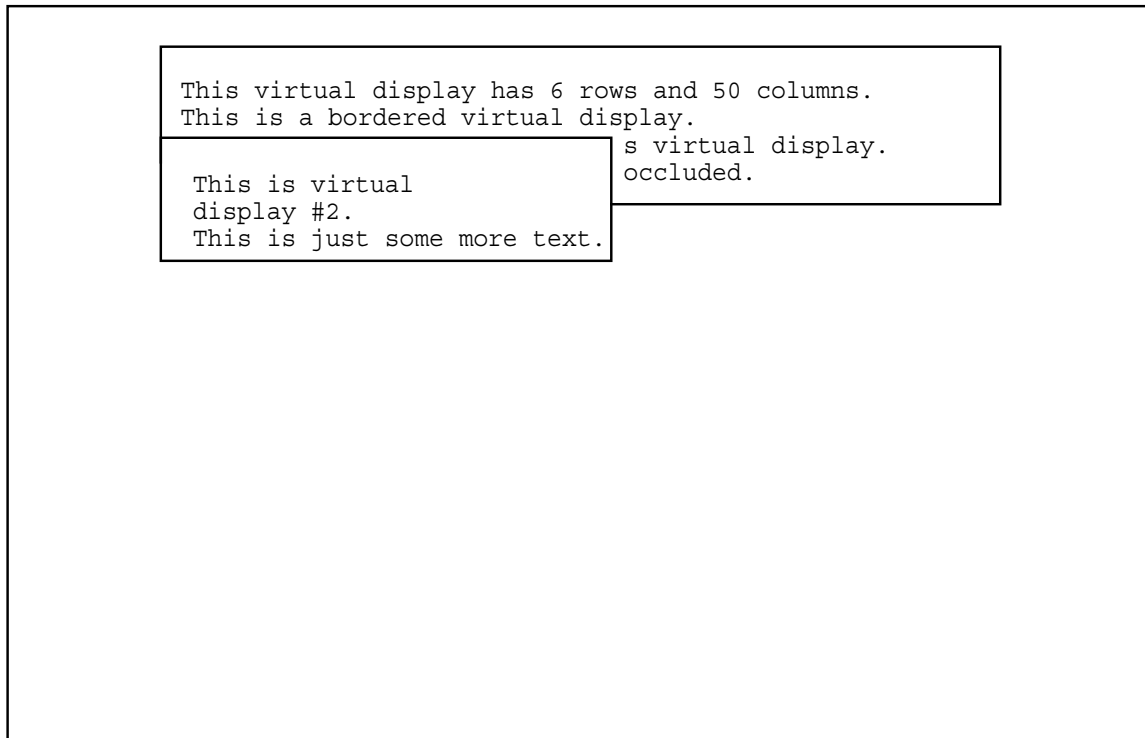 This virtual display has 6 rows and 50 columns.
This is a bordered virtual display.
s virtual display.
occluded.
This is virtual
display #2.
This is just some more text.